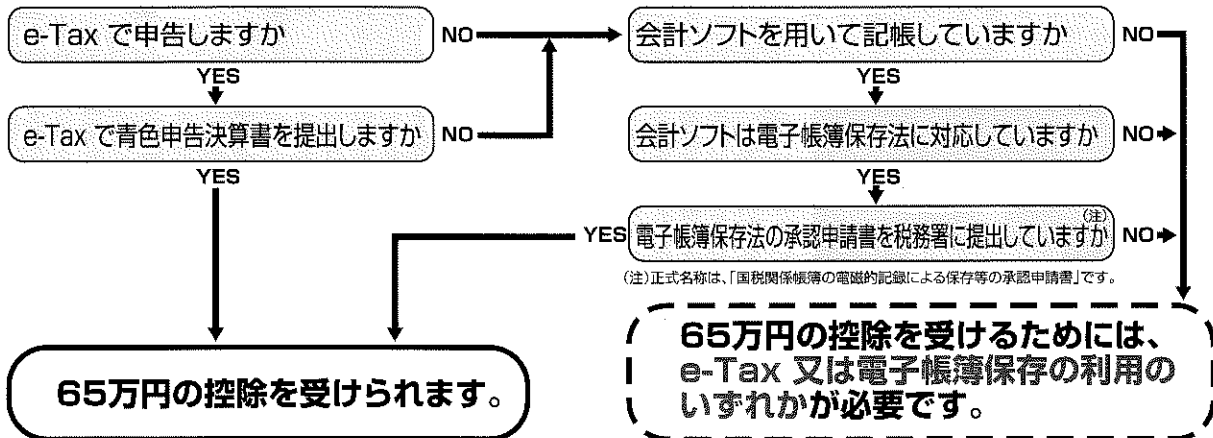 e-Tax で申告しますか
NO
会計ソフトを用いて記帳していますか
NO
YES
YES
e-Tax で青色申告決算書を提出しますか
NO
会計ソフトは電子帳簿保存法に対応していますか
NO
YES
YES
YES
電子帳簿保存法の承認申請書を税務署に提出していますか
(注)
NO
(注)正式名称は、「国税関係帳簿の電磁的記録による保存等の承認申請書」です。
65万円の控除を受けられます。
65万円の控除を受けるためには、
e-Tax 又は電子帳簿保存の利用の
いずれかが必要です。